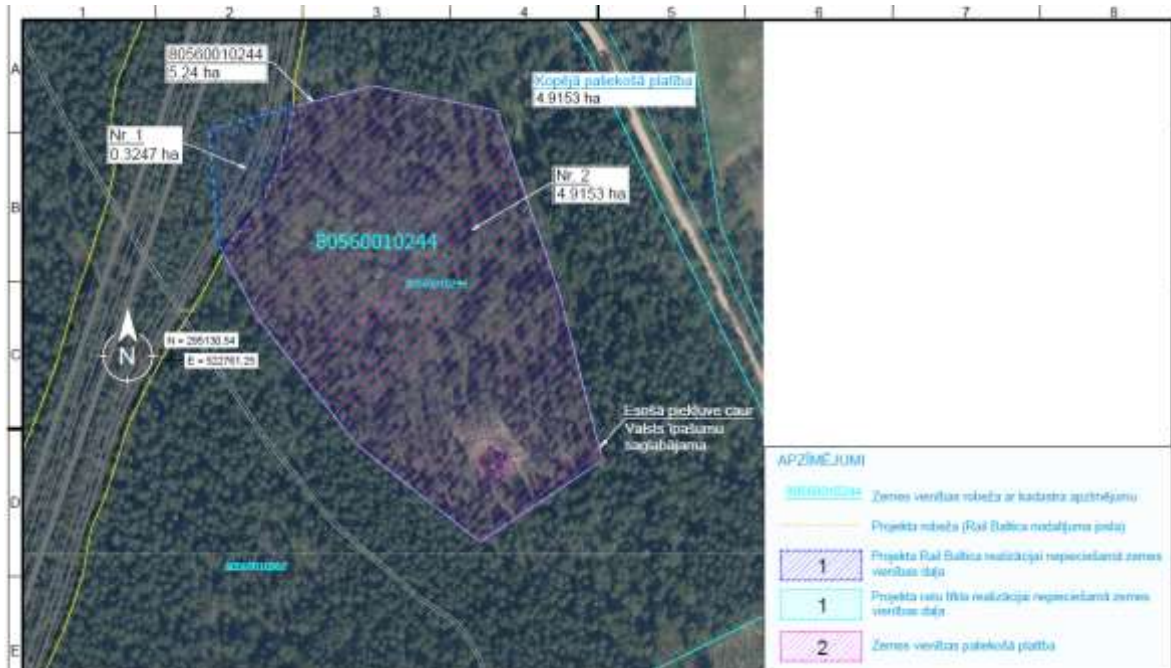 1 2 3 4 5 6 7 8
A
80560010244
5.24 ha
Kopējā paliekošā platība
4.9153 ha
Nr. 1
0.3247 ha
Nr. 2
4.9153 ha
B
80560010244
80560010244
C
N = 295130.54
E = 522761.25
N
Esošā piekļuve caur
Valsts īpašumu
saglabājama
D
E
APZĪMĒJUMI
80560010244 Zemes vienības robeža ar kadastra apzīmējumu
Projekta robeža (Rail Baltica nodalījuma josla)
1 Projekta Rail Baltica realizācijai nepieciešamā zemes
vienības daļa
1 Projekta ceļu tīkla realizācijai nepieciešamā zemes
vienības daļa
2 Zemes vienības paliekošā platība